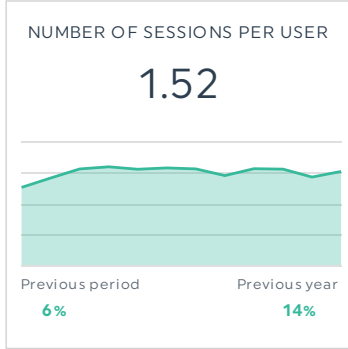 NUMBER OF SESSIONS PER USER
1.52
Previous period Previous year
6% 14%